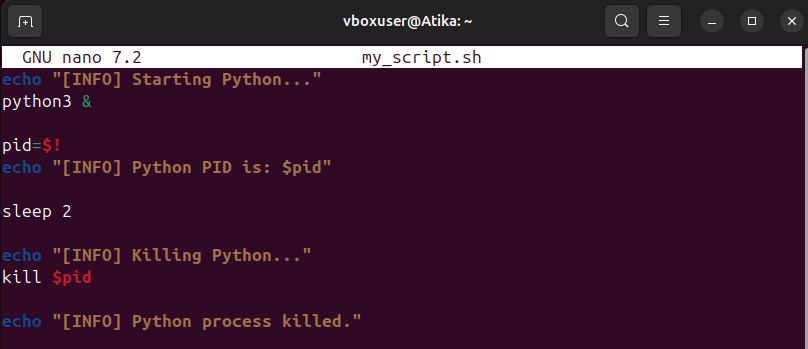 vboxuser@Atika: ~
GNU nano 7.2 my_script.sh
echo "[INFO] Starting Python..."
python3 &
pid=$!
echo "[INFO] Python PID is: $pid"
sleep 2
echo "[INFO] Killing Python..."
kill $pid
echo "[INFO] Python process killed."